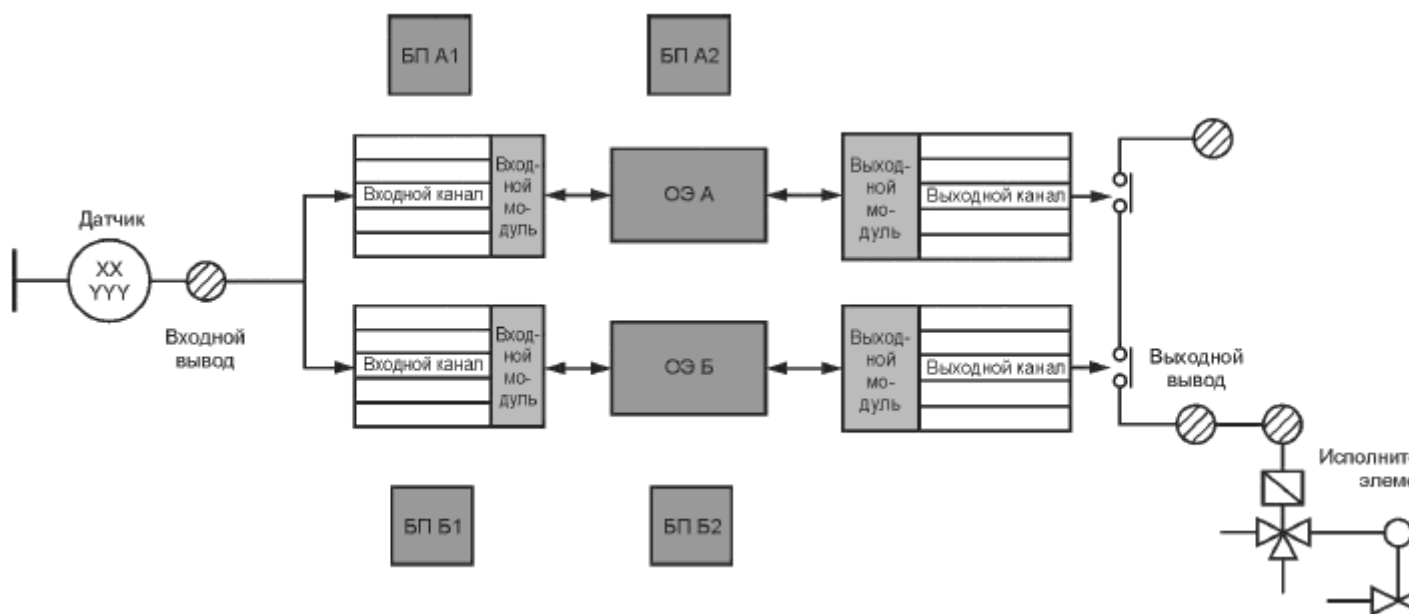 БП А1
БП А2
Вход-
ной
мо-
дуль
Входной канал
ОЭ А
Выход-
ной
мо-
дуль
Выходной канал
Датчик
XX
YYY
Входной
вывод
Вход-
ной
мо-
дуль
Входной канал
ОЭ Б
Выход-
ной
мо-
дуль
Выходной канал
Выходной
вывод
Исполнит
элем
БП Б1
БП Б2